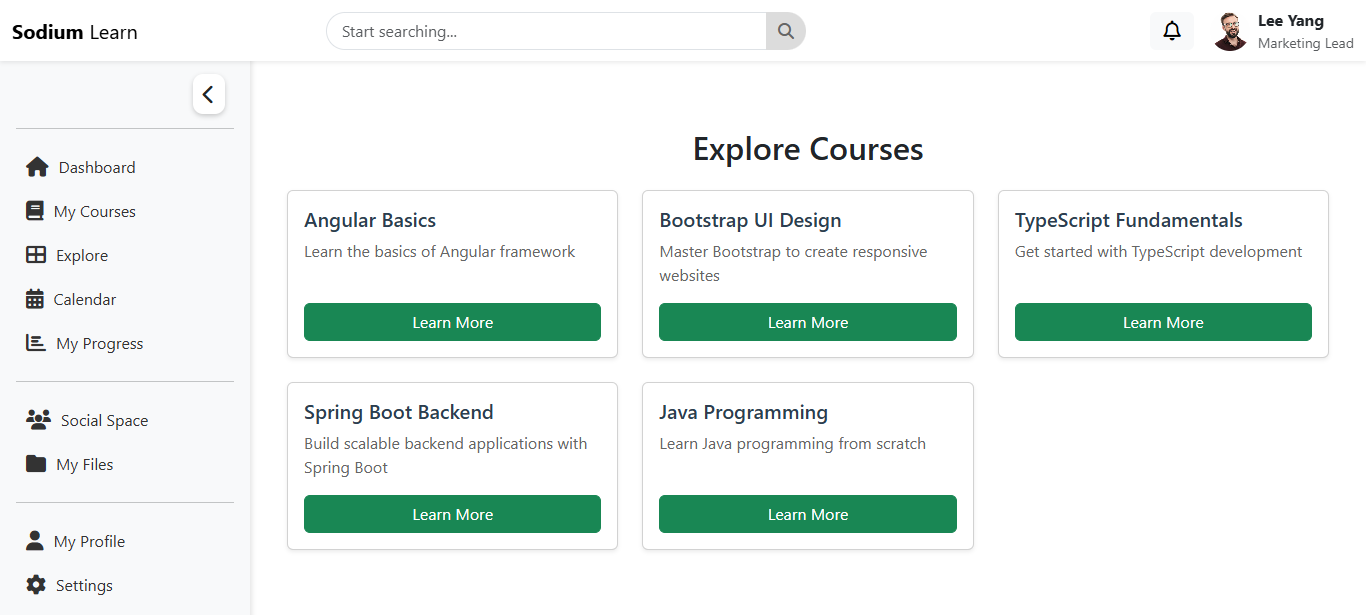 Sodium Learn
Start searching...
Lee Yang
Marketing Lead
Dashboard
My Courses
Explore
Calendar
My Progress
Social Space
My Files
My Profile
Settings
Explore Courses
Angular Basics
Learn the basics of Angular framework
Learn More
Bootstrap UI Design
Master Bootstrap to create responsive
websites
Learn More
TypeScript Fundamentals
Get started with TypeScript development
Learn More
Spring Boot Backend
Build scalable backend applications with
Spring Boot
Learn More
Java Programming
Learn Java programming from scratch
Learn More